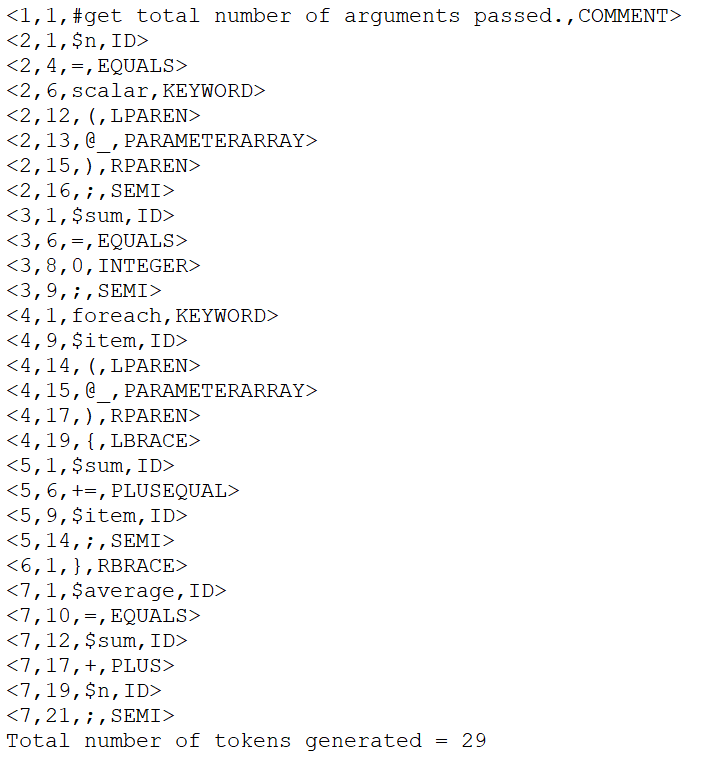 <1,1,#get total number of arguments passed.,COMMENT>
<2,1,$n,ID>
<2,4,=,EQUALS>
<2,6,scalar,KEYWORD>
<2,12,(,LPAREN>
<2,13,@_,PARAMETERARRAY>
<2,15,),RPAREN>
<2,16,;,SEMI>
<3,1,$sum,ID>
<3,6,=,EQUALS>
<3,8,0,INTEGER>
<3,9,;,SEMI>
<4,1,foreach,KEYWORD>
<4,9,$item,ID>
<4,14,(,LPAREN>
<4,15,@_,PARAMETERARRAY>
<4,17,),RPAREN>
<4,19,{,LBRACE>
<5,1,$sum,ID>
<5,6,+=,PLUSEQUAL>
<5,9,$item,ID>
<5,14,;,SEMI>
<6,1,},RBRACE>
<7,1,$average,ID>
<7,10,=,EQUALS>
<7,12,$sum,ID>
<7,17,+,PLUS>
<7,19,$n,ID>
<7,21,;,SEMI>
Total number of tokens generated = 29